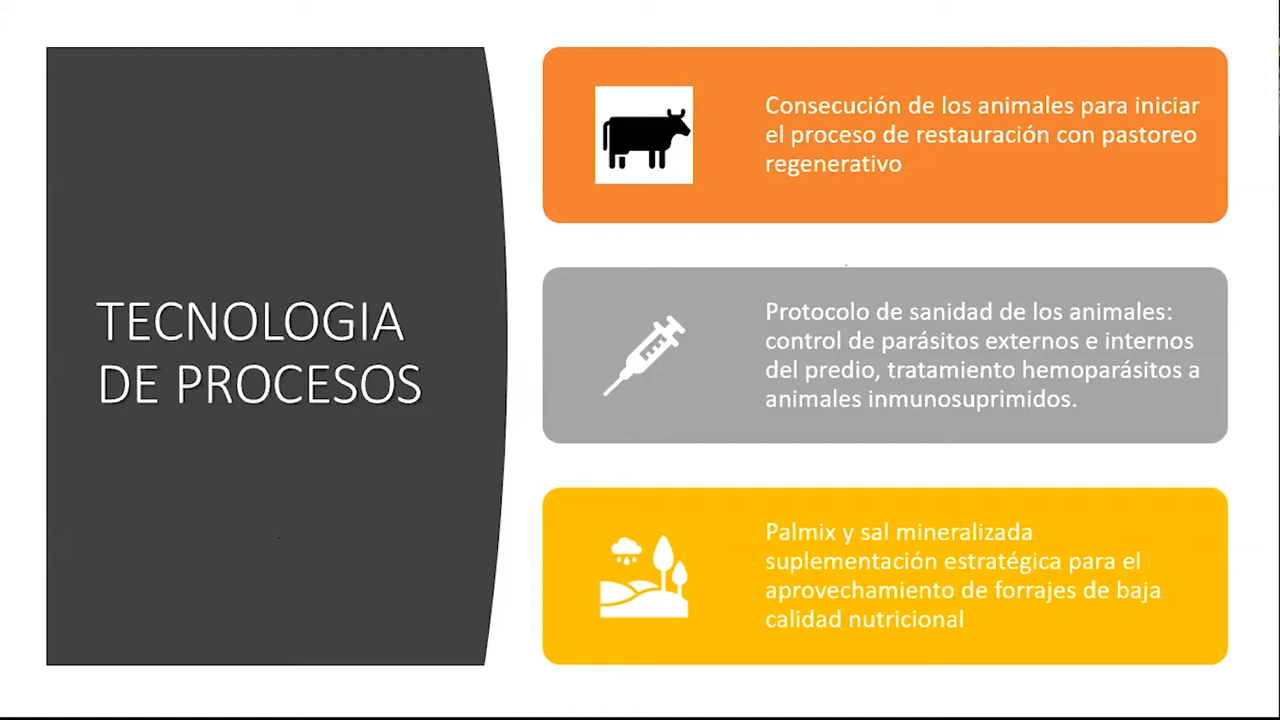 TECNOLOGIA
DE PROCESOS
Consecución de los animales para iniciar
el proceso de restauración con pastoreo
regenerativo
Protocolo de sanidad de los animales:
control de parásitos externos e internos
del predio, tratamiento hemoparásitos a
animales inmunosuprimidos.
Palmix y sal mineralizada
suplementación estratégica para el
aprovechamiento de forrajes de baja
calidad nutricional